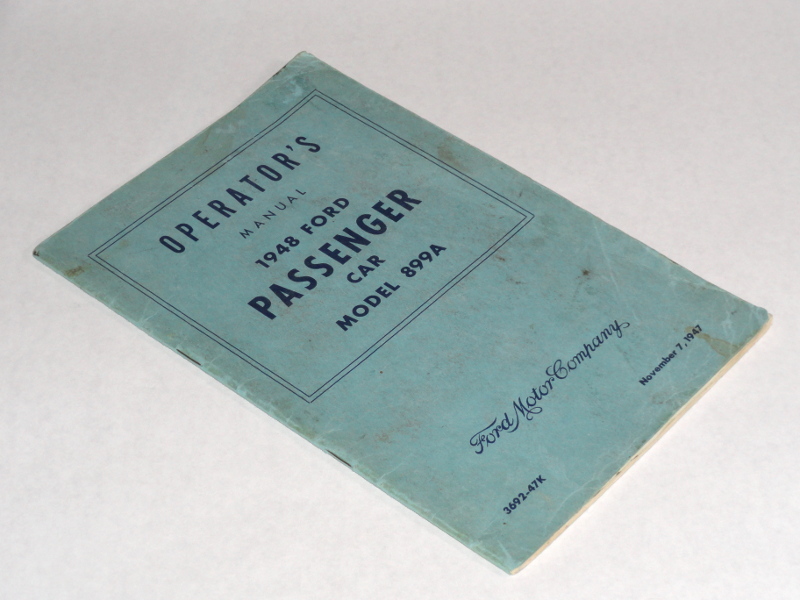 OPERATOR'S
MANUAL
1948 FORD
PASSENGER
CAR
MODEL 899A
Ford Motor Company
3692-47K
November 7, 1947